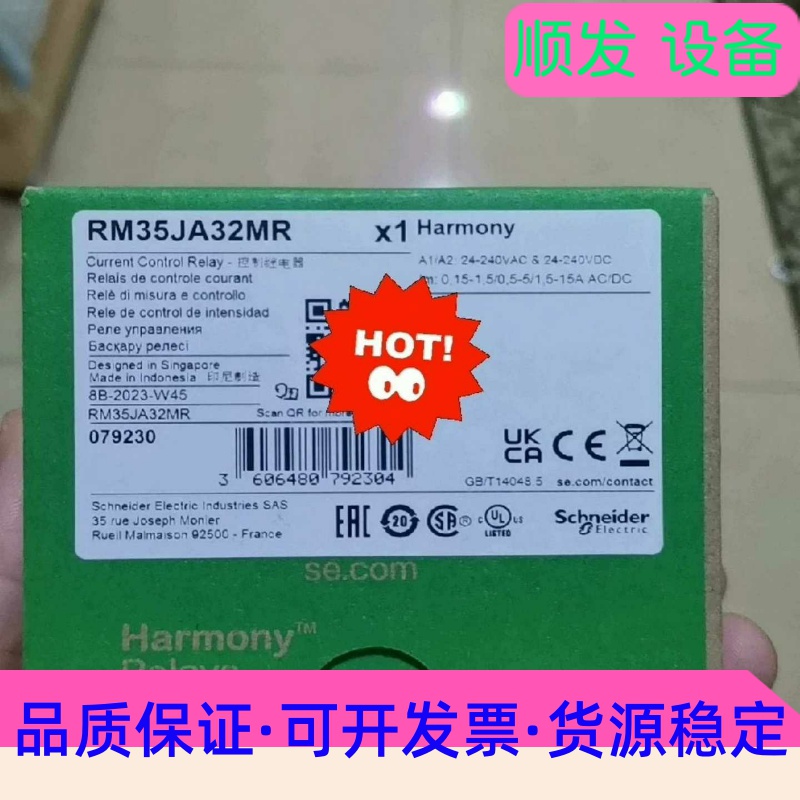 顺发 设备
RM35JA32MR x1 Harmony
Current Control Relay - 控制继电器
A1/A2: 24-240VAC & 24-240VDC
Relais de controle courant
0,15-1,5/0,5-5/1,5-15A AC/DC
Relè di misura e controllo
Rele de control de intensidad
Реле управления
Басқару релесі
HOT!
Designed in Singapore
Made in Indonesia 印尼制造
8B-2023-W45
RM35JA32MR Scan QR for more
079230
UK
CA CE
3 606480 792304
GB/T14048.5 se.com/contact
Schneider Electric Industries SAS
35 rue Joseph Monier
Rueil Malmaison 92500 - France
EAC 20 SA ® C UL US
LISTED
Schneider
Electric
se.com
Harmony™
Relays
品质保证·可开发票·货源稳定